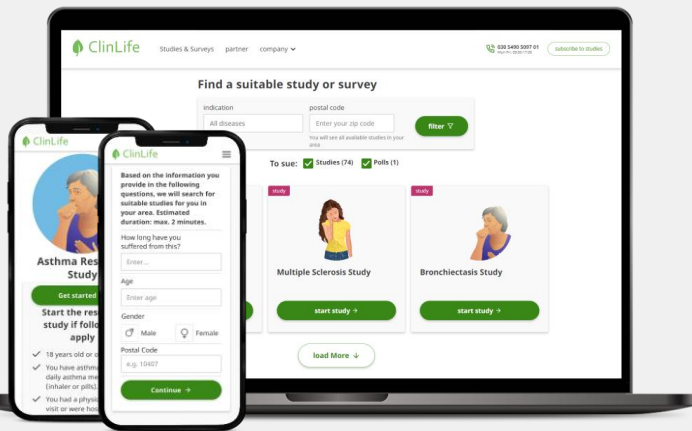 ClinLife
Studies & Surveys partner company
030 5490 5097 01
subscribe to studies
Find a suitable study or survey
indication
postal code
All diseases
Enter your zip code
filter
You will see all available studies in your
area
To sue: Studies (74) Polls (1)
study
Multiple Sclerosis Study
start study →
study
Bronchiectasis Study
start study →
load More ↓
ClinLife
Asthma Res
Study
Get started
Start the res
study if follo
apply
18 years old or o
You have asthma
daily asthma me
(inhaler or pills).
You had a physic
visit or were hos
ClinLife
Based on the information you
provide in the following
questions, we will search for
suitable studies for you in
your area. Estimated
duration: max. 2 minutes.
How long have you
suffered from this?
Enter...
Age
Enter age
Gender
Male Female
Postal Code
e.g. 10407
Continue →